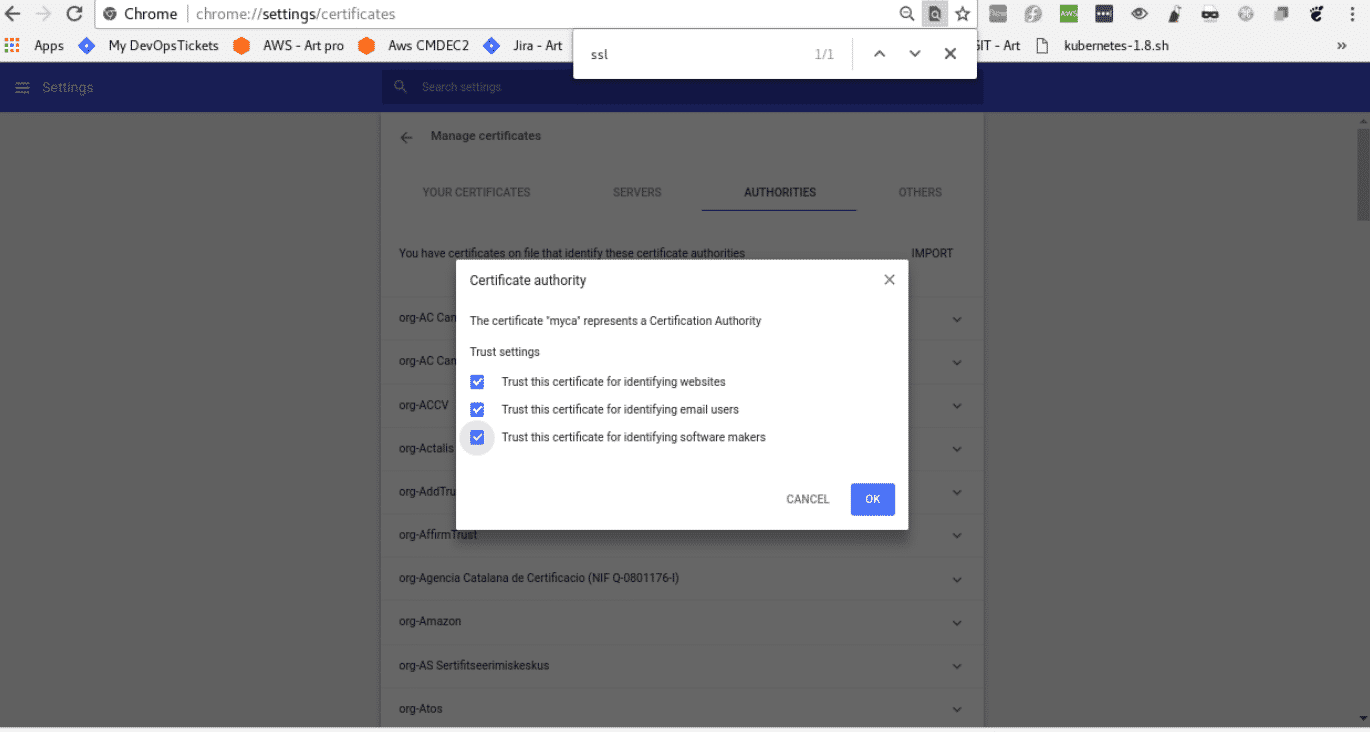 Chrome chrome://settings/certificates
Apps My DevOpsTickets AWS - Art pro Aws CMDEC2 Jira - Art GIT - Art kubernetes-1.8.sh »
ssl 1/1
Settings Search settings
Manage certificates
YOUR CERTIFICATES SERVERS AUTHORITIES OTHERS
You have certificates on file that identify these certificate authorities IMPORT
Certificate authority
The certificate "myca" represents a Certification Authority
Trust settings
Trust this certificate for identifying websites
Trust this certificate for identifying email users
Trust this certificate for identifying software makers
CANCEL OK
org-AC Can
org-AC Can
org-ACCV
org-Actalis
org-AddTru
org-AffirmTrust
org-Agencia Catalana de Certificacio (NIF Q-0801176-I)
org-Amazon
org-AS Sertifitseerimiskeskus
org-Atos